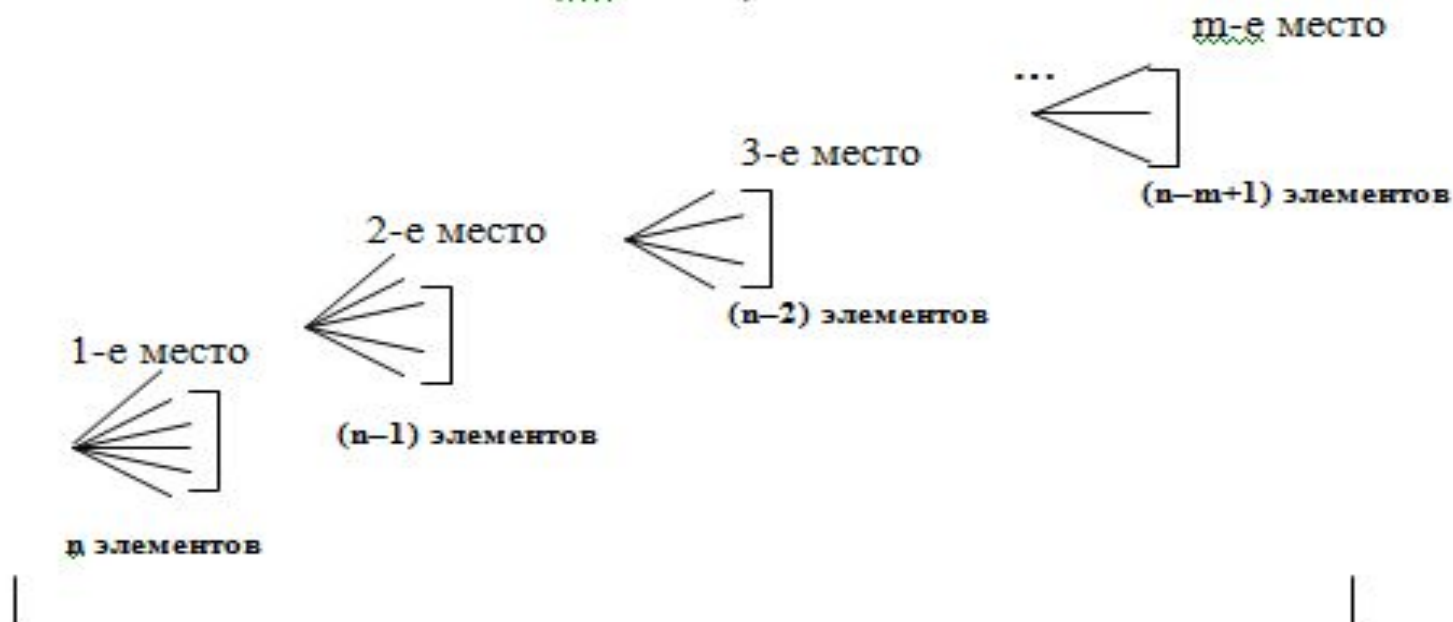 m-е место
...
3-е место
(n–m+1) элементов
2-е место
(n–2) элементов
1-е место
(n–1) элементов
n элементов